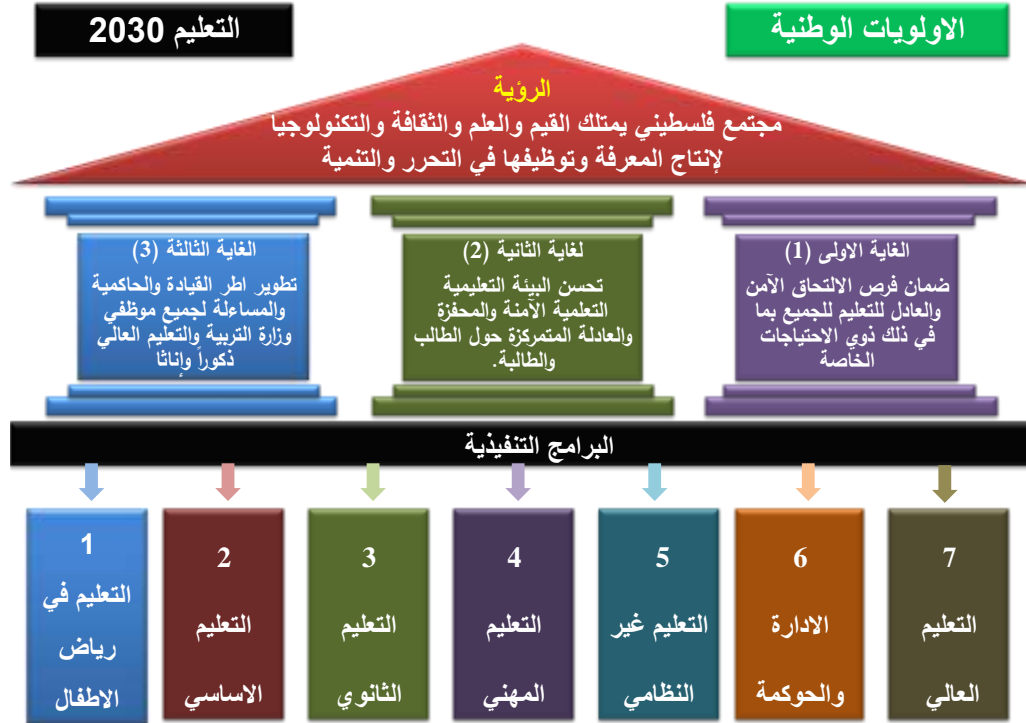 الاولويات الوطنية
التعليم 2030
الرؤية
مجتمع فلسطيني يمتلك القيم والعلم والثقافة والتكنولوجيا
لإنتاج المعرفة وتوظيفها في التحرر والتنمية
الغاية الاولى (1)
ضمان فرص الالتحاق الآمن
والعادل للتعليم للجميع بما
في ذلك ذوي الاحتياجات
الخاصة
لغاية الثانية (2)
تحسن البيئة التعليمية
التعلمية الآمنة والمحفزة
والعادلة المتمركزة حول الطالب
والطالبة.
الغاية الثالثة (3)
تطوير اطر القيادة والحاكمية
والمساءلة لجميع موظفي
وزارة التربية والتعليم العالي
ذكوراً وإناثا
البرامج التنفيذية
1
التعليم في
رياض
الاطفال
2
التعليم
الاساسي
3
التعليم
الثانوي
4
التعليم
المهني
5
التعليم غير
النظامي
6
الادارة
والحوكمة
7
التعليم
العالي